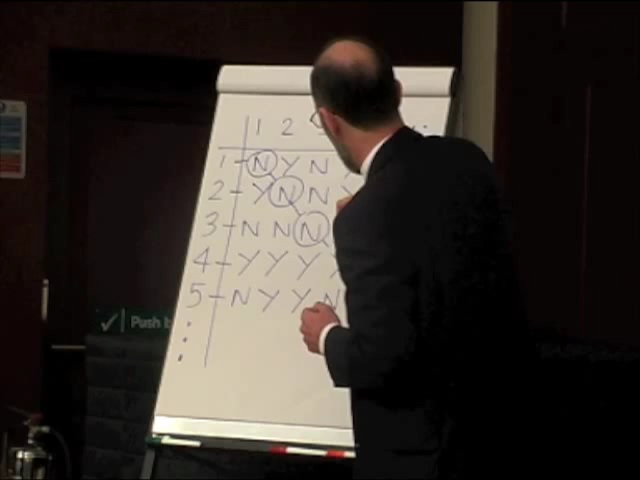 1 2
1 N Y N
2 Y N N Y
3 N N N
4 Y Y Y Y
5 N Y Y N
Push